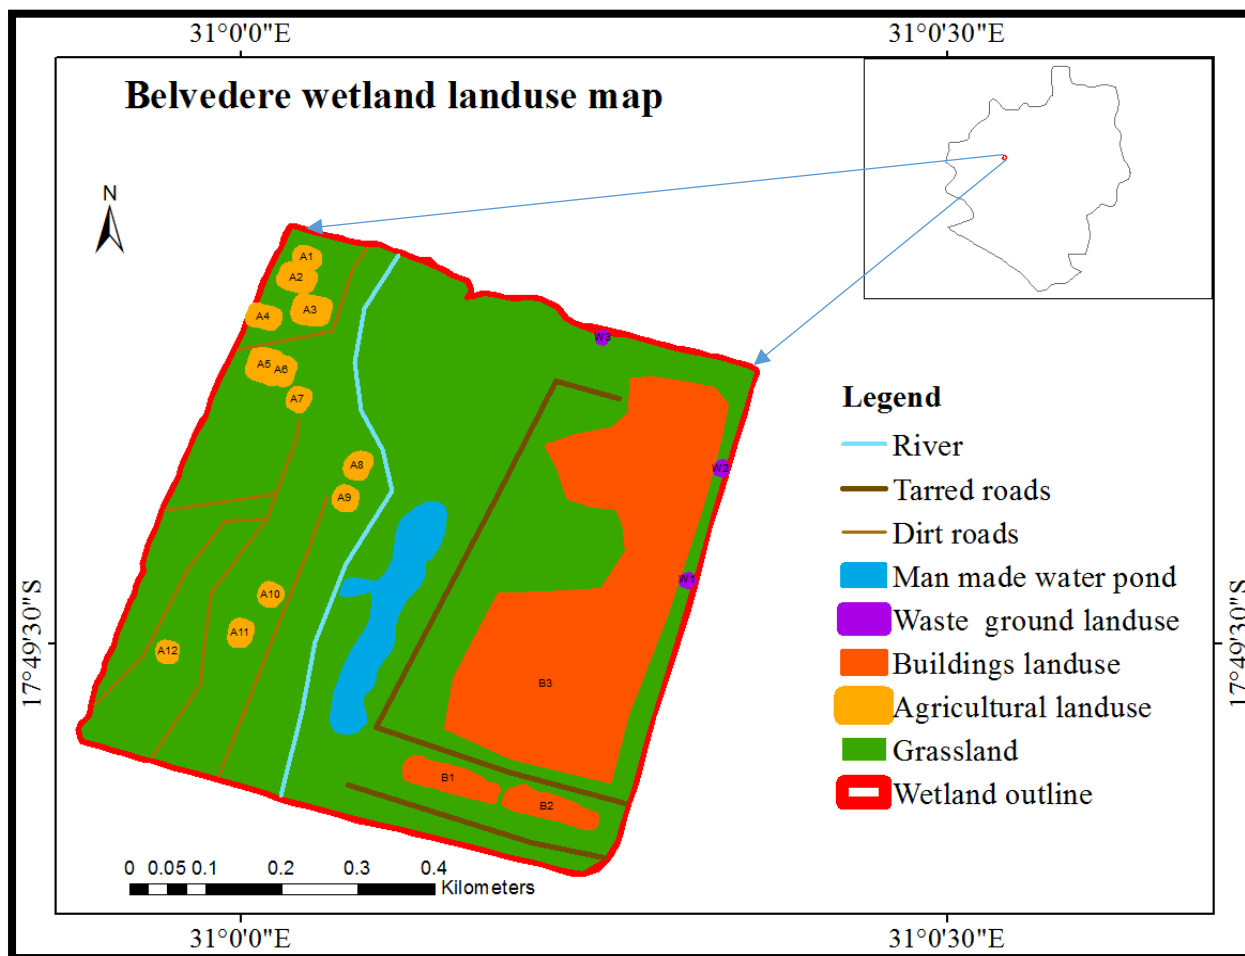 31°0'0"E 31°0'30"E
Belvedere wetland landuse map
N
A1
A2
A3
A4
A5
A6
A7
A8
A9
A10
A11
A12
W3
W2
W1
B3
B1
B2
Legend
River
Tarred roads
Dirt roads
Man made water pond
Waste ground landuse
Buildings landuse
Agricultural landuse
Grassland
Wetland outline
17°49'30"S 17°49'30"S
0 0.05 0.1 0.2 0.3 0.4
Kilometers
31°0'0"E 31°0'30"E